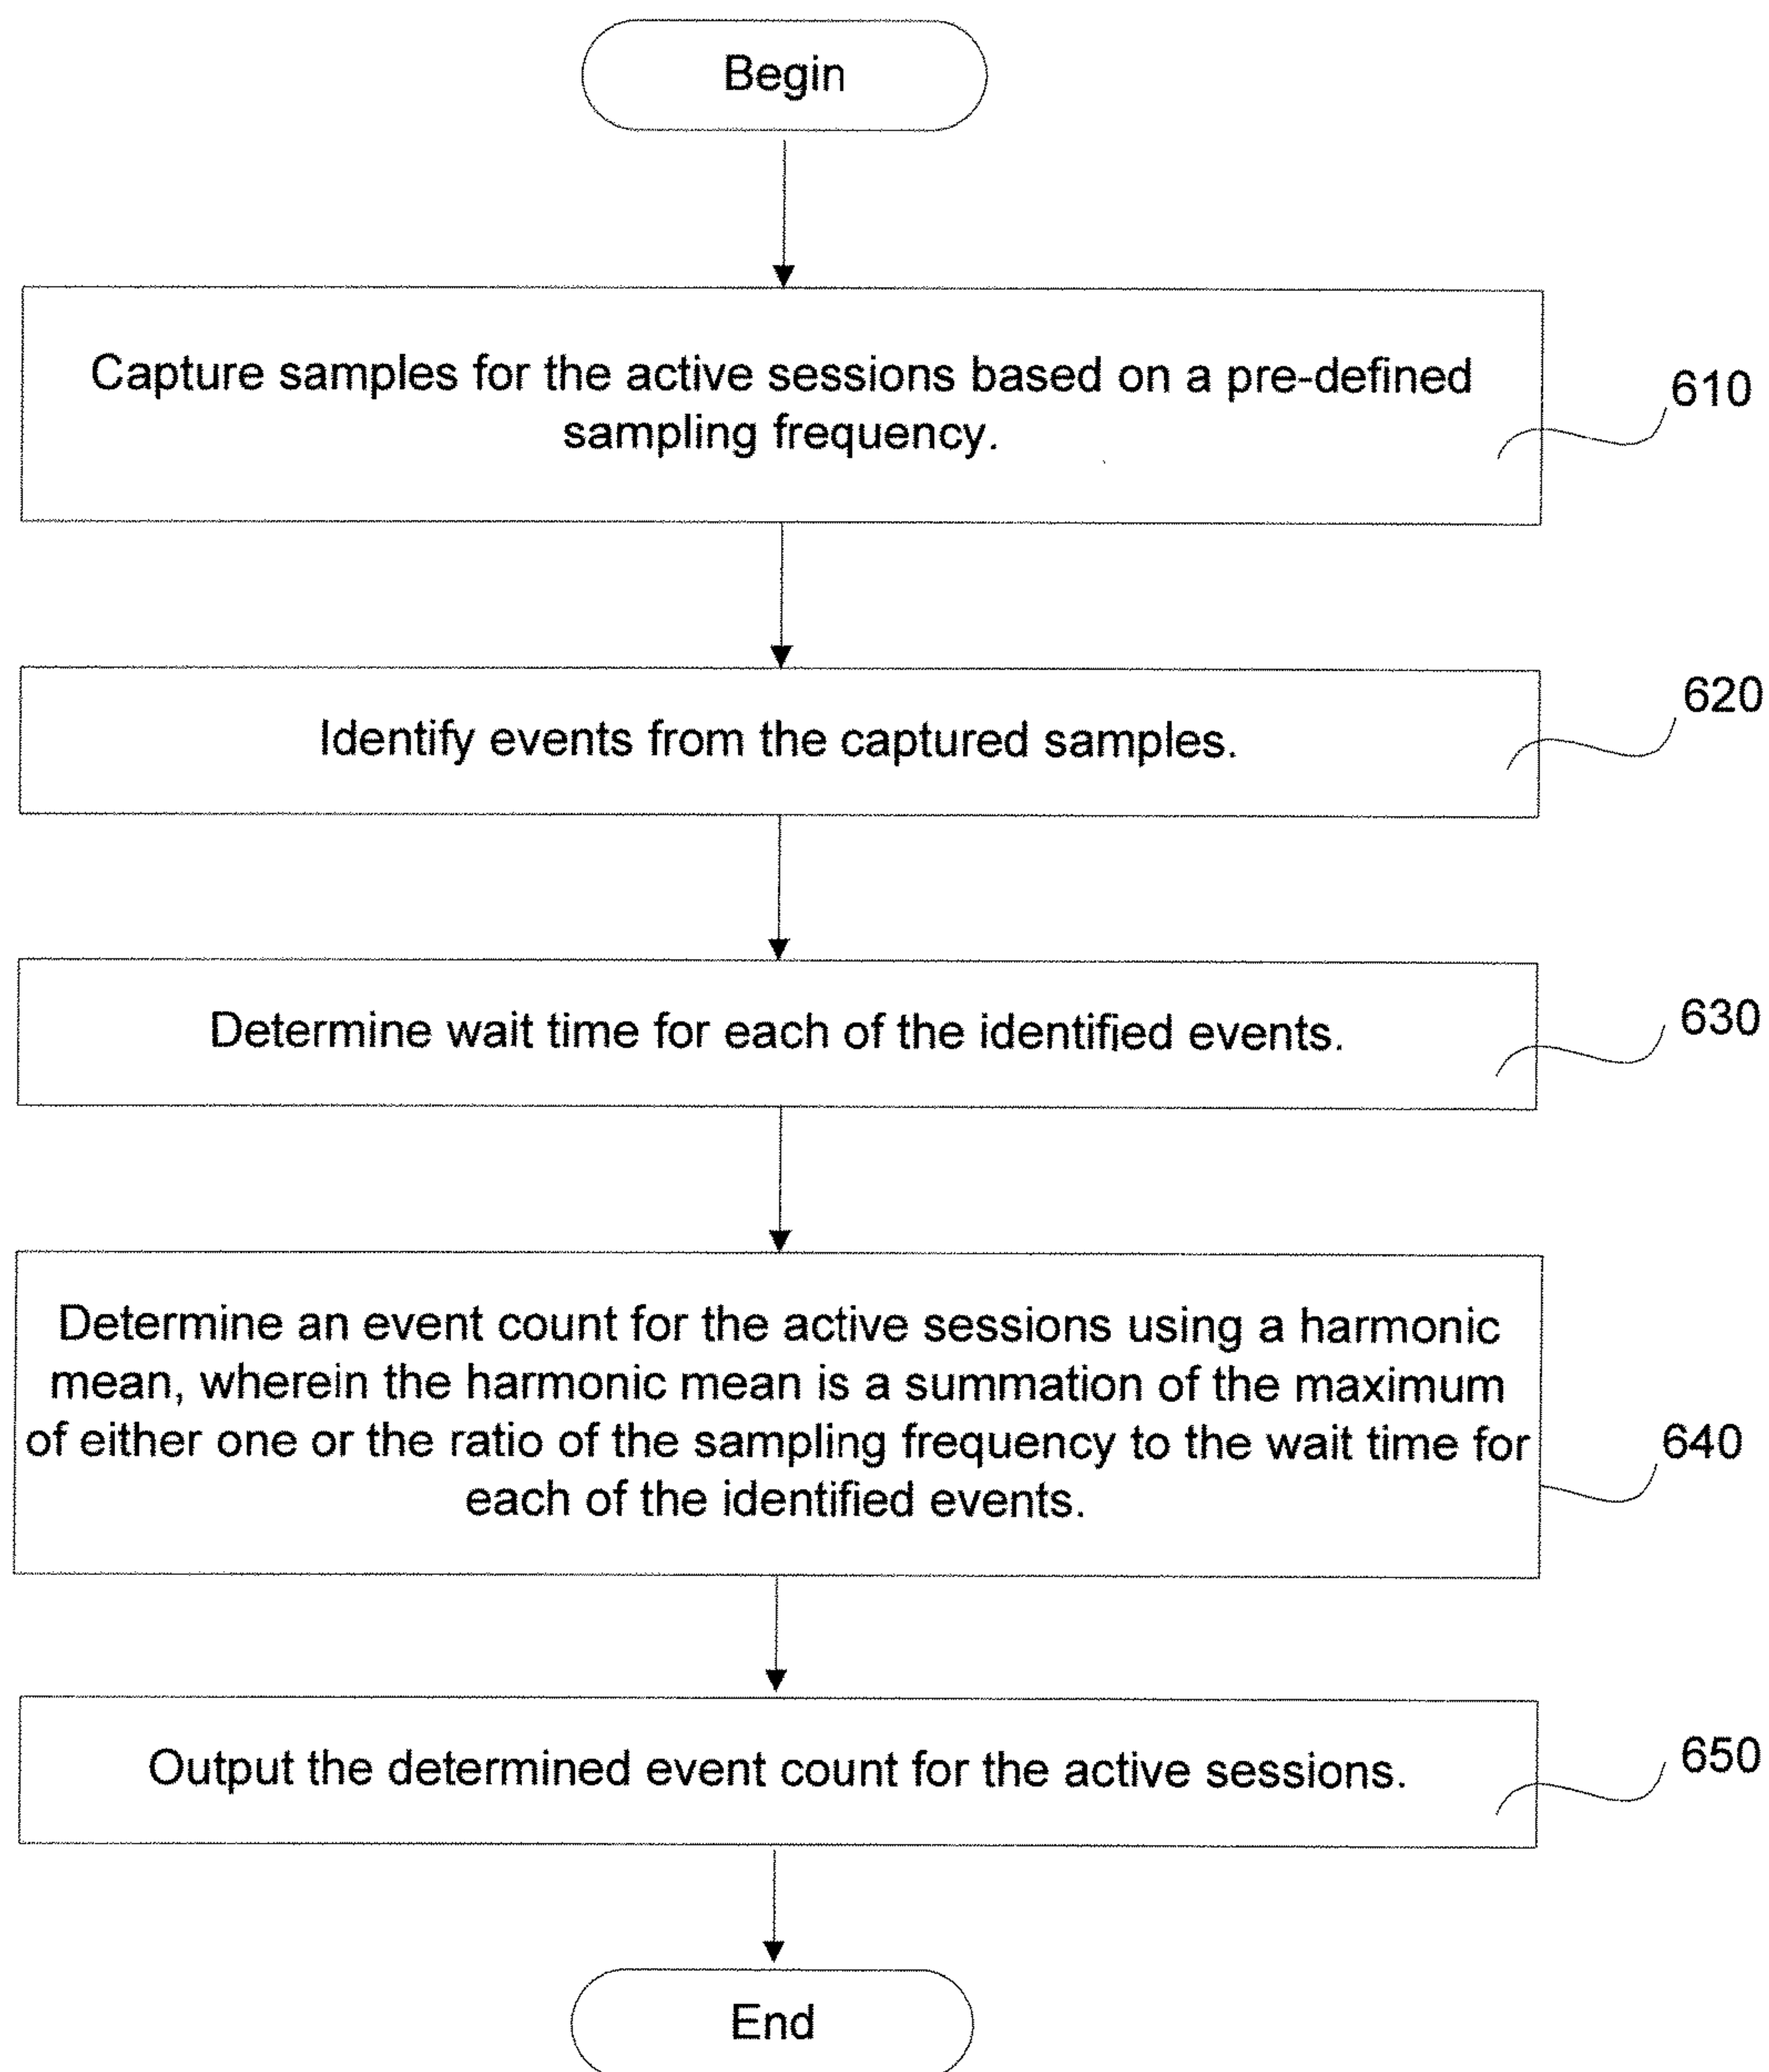 Begin
Capture samples for the active sessions based on a pre-defined
sampling frequency.
610
Identify events from the captured samples.
620
Determine wait time for each of the identified events.
630
Determine an event count for the active sessions using a harmonic
mean, wherein the harmonic mean is a summation of the maximum
of either one or the ratio of the sampling frequency to the wait time for
each of the identified events.
640
Output the determined event count for the active sessions.
650
End